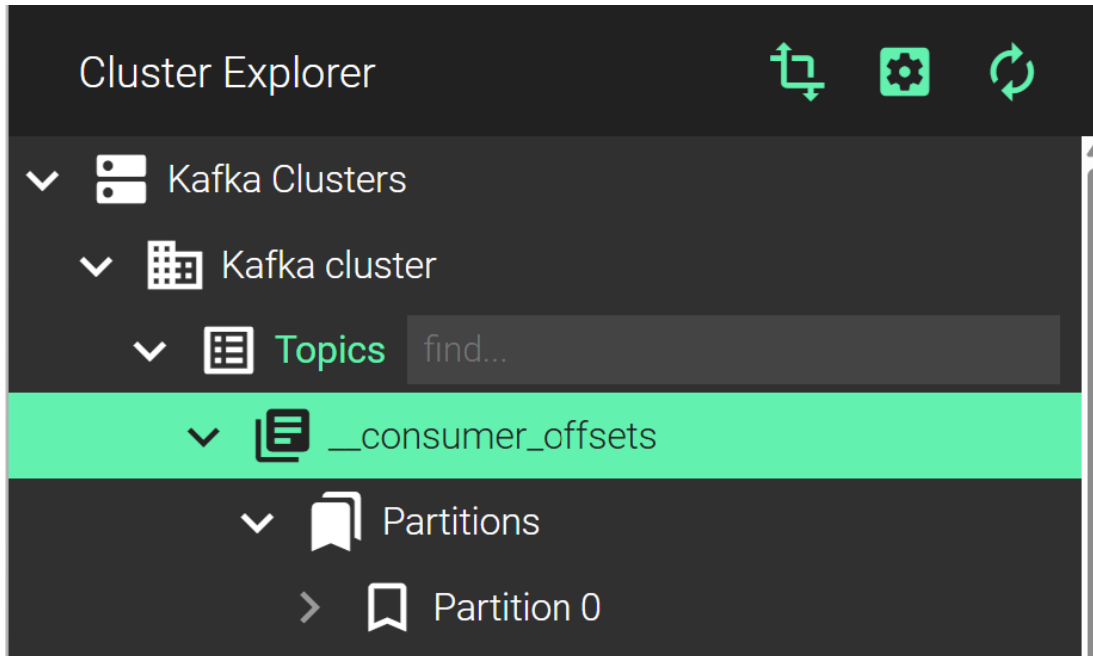 Cluster Explorer
Kafka Clusters
Kafka cluster
Topics find...
__consumer_offsets
Partitions
Partition 0